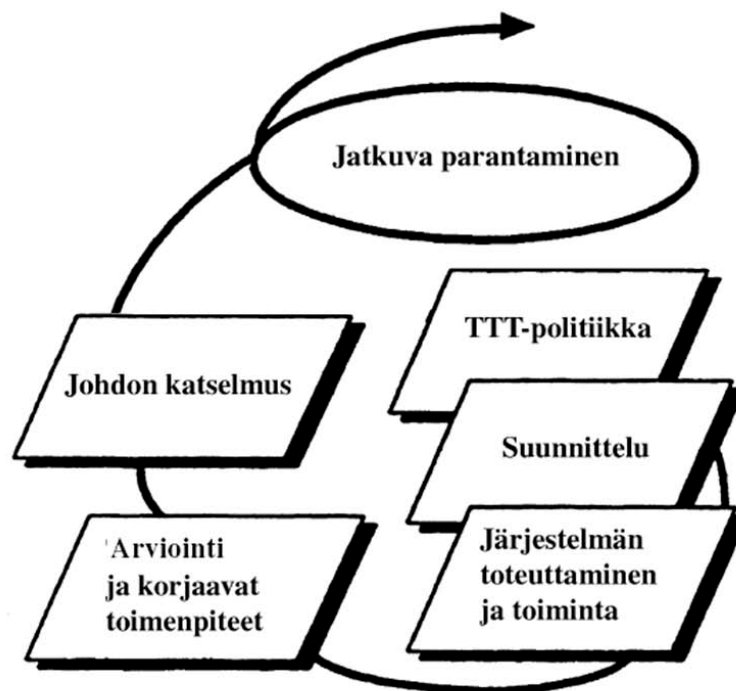 Jatkuva parantaminen
TTT-politiikka
Johdon katselmus
Suunnittelu
Järjestelmän
toteuttaminen
ja toiminta
Arviointi
ja korjaavat
toimenpiteet